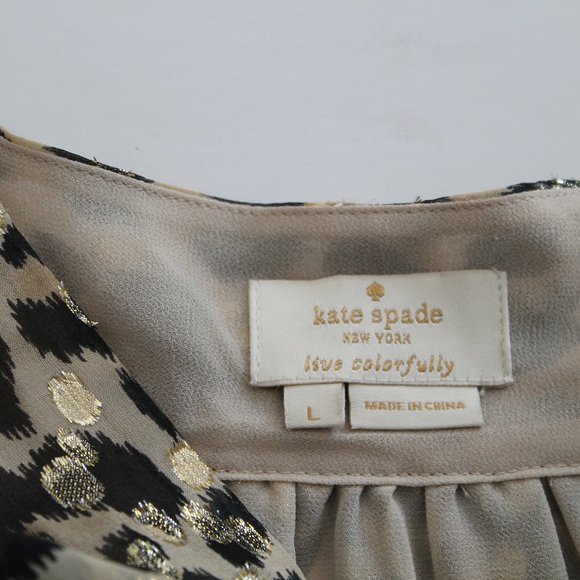 kate spade
NEW YORK
live colorfully
L
MADE IN CHINA